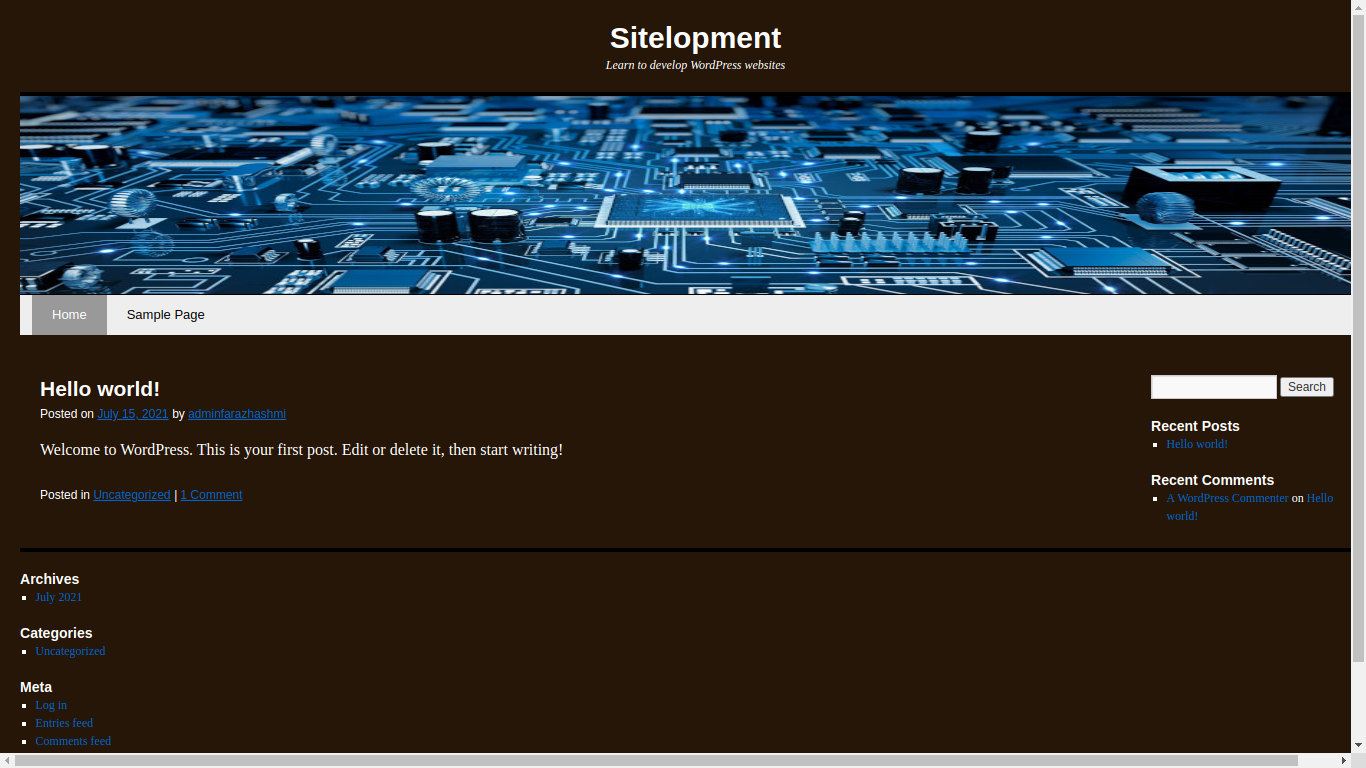 Sitelopment
Learn to develop WordPress websites
Home
Sample Page
Hello world!
Posted on July 15, 2021 by adminfarazhashmi
Welcome to WordPress. This is your first post. Edit or delete it, then start writing!
Posted in Uncategorized | 1 Comment
Search
Recent Posts
Hello world!
Recent Comments
A WordPress Commenter on Hello
world!
Archives
July 2021
Categories
Uncategorized
Meta
Log in
Entries feed
Comments feed